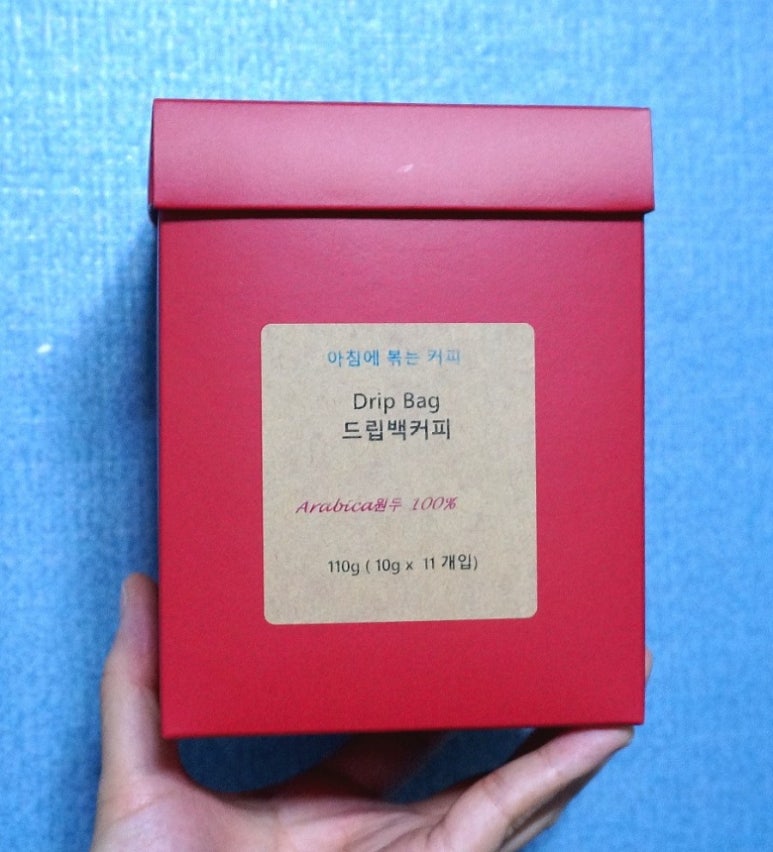 아침에 볶는 커피
Drip Bag
드립백커피
Arabica원두 100%
110g ( 10g x 11 개입)